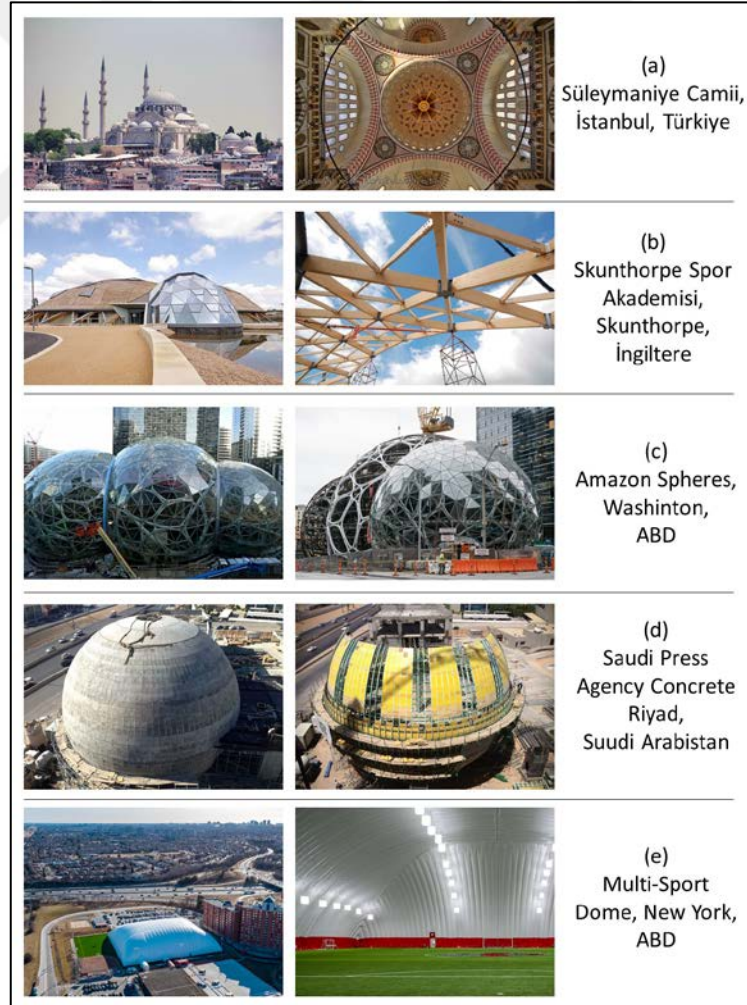 (a)
Süleymaniye Camii,
İstanbul, Türkiye
(b)
Skunthorpe Spor
Akademisi,
Skunthorpe,
İngiltere
(c)
Amazon Spheres,
Washinton,
ABD
(d)
Saudi Press
Agency Concrete
Riyad,
Suudi Arabistan
(e)
Multi-Sport
Dome, New York,
ABD